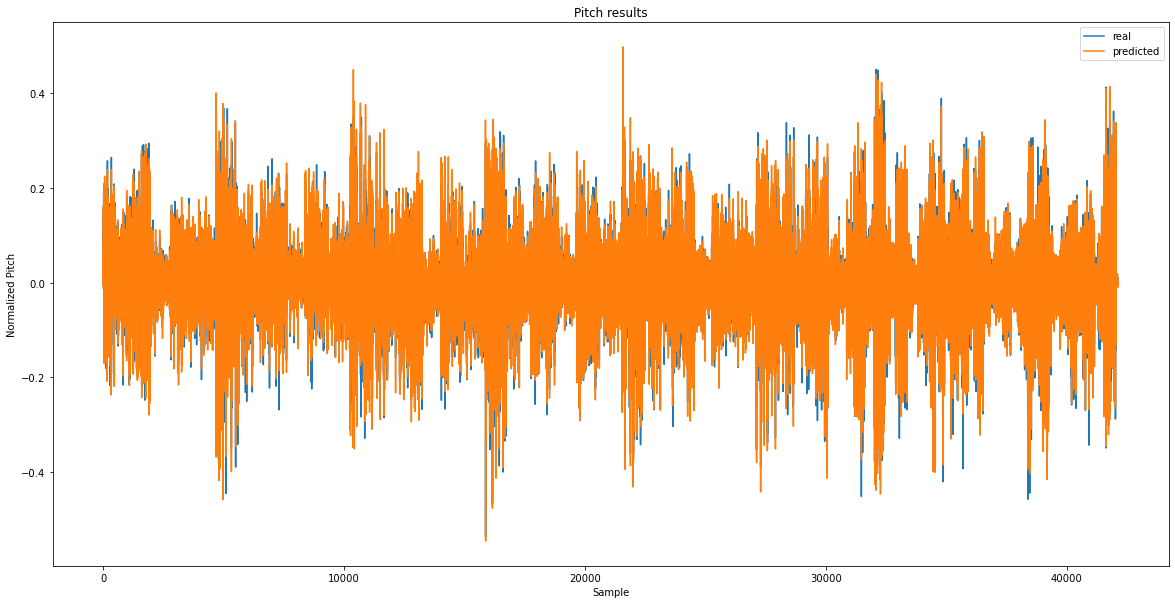 Pitch results
real
predicted
Normalized Pitch
0.4
0.2
0.0
−0.2
−0.4
0
10000
20000
30000
40000
Sample